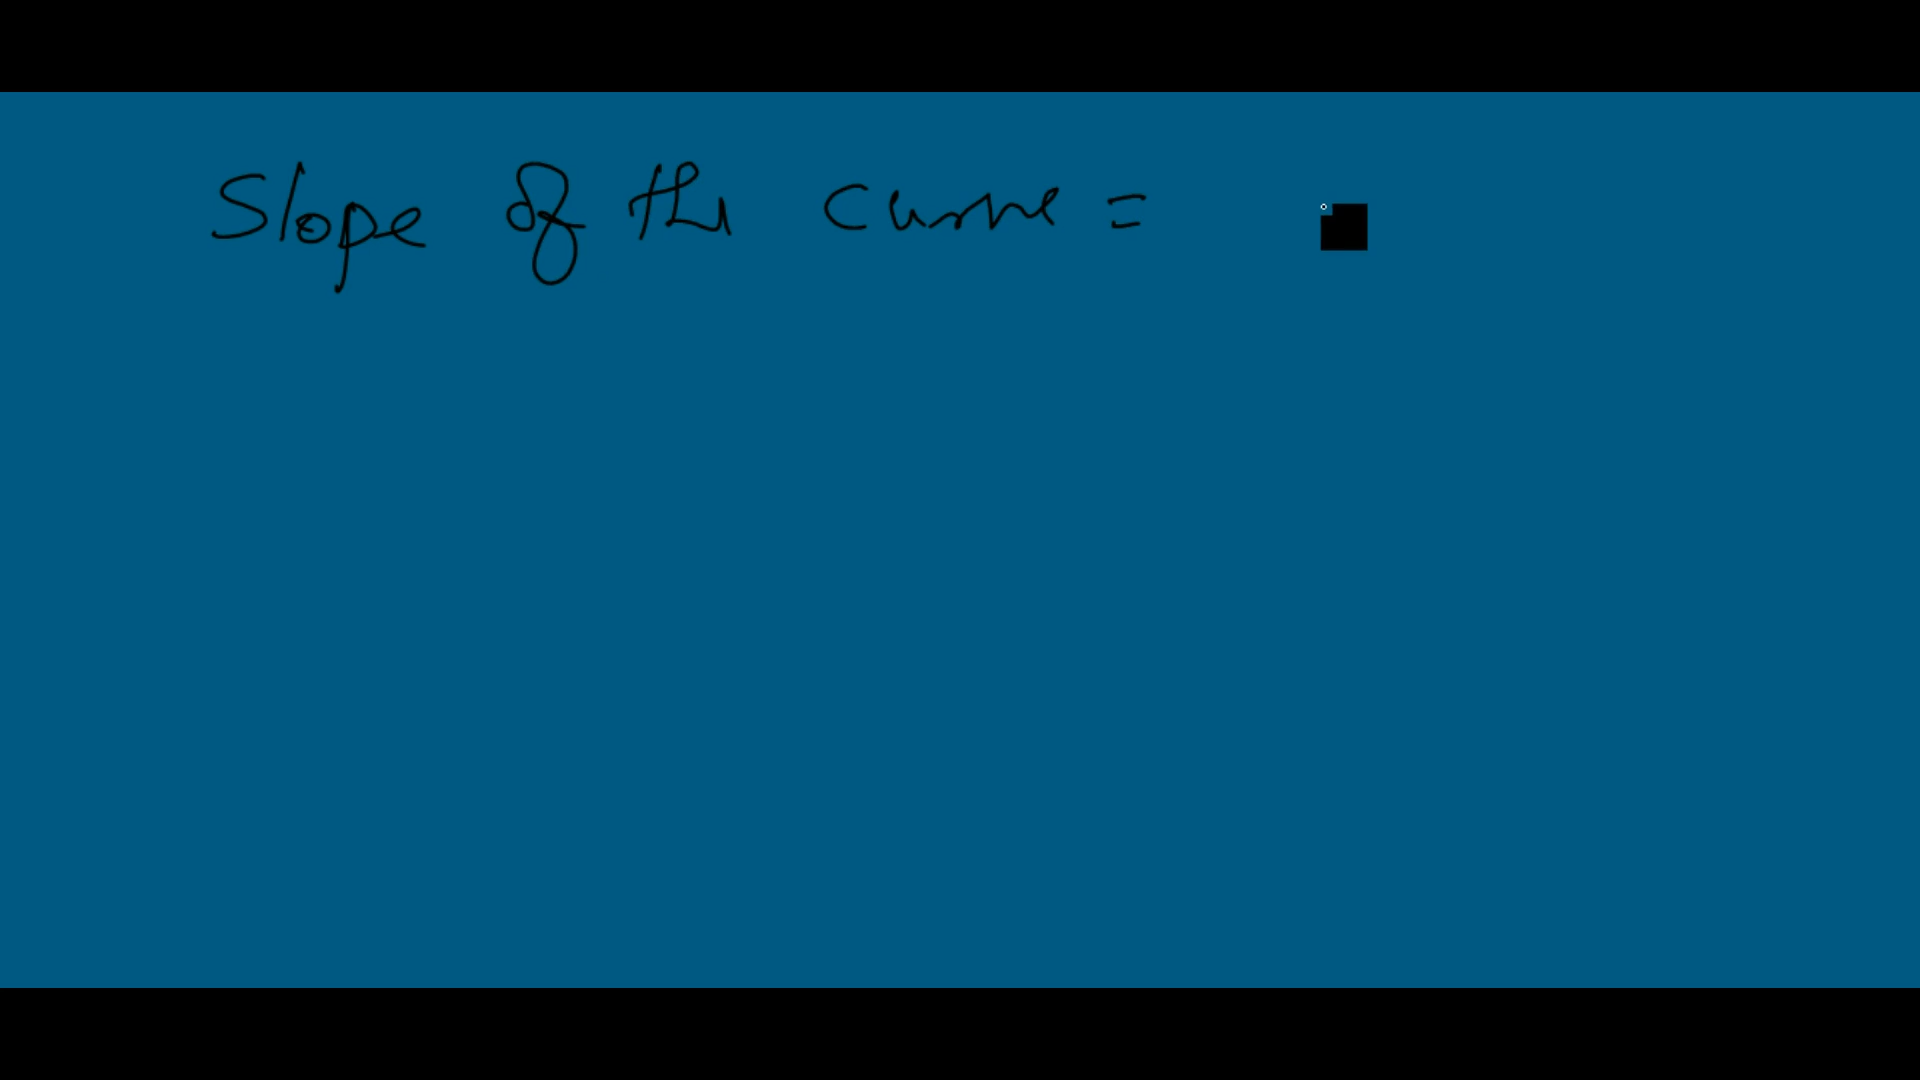 Slope of the curve =